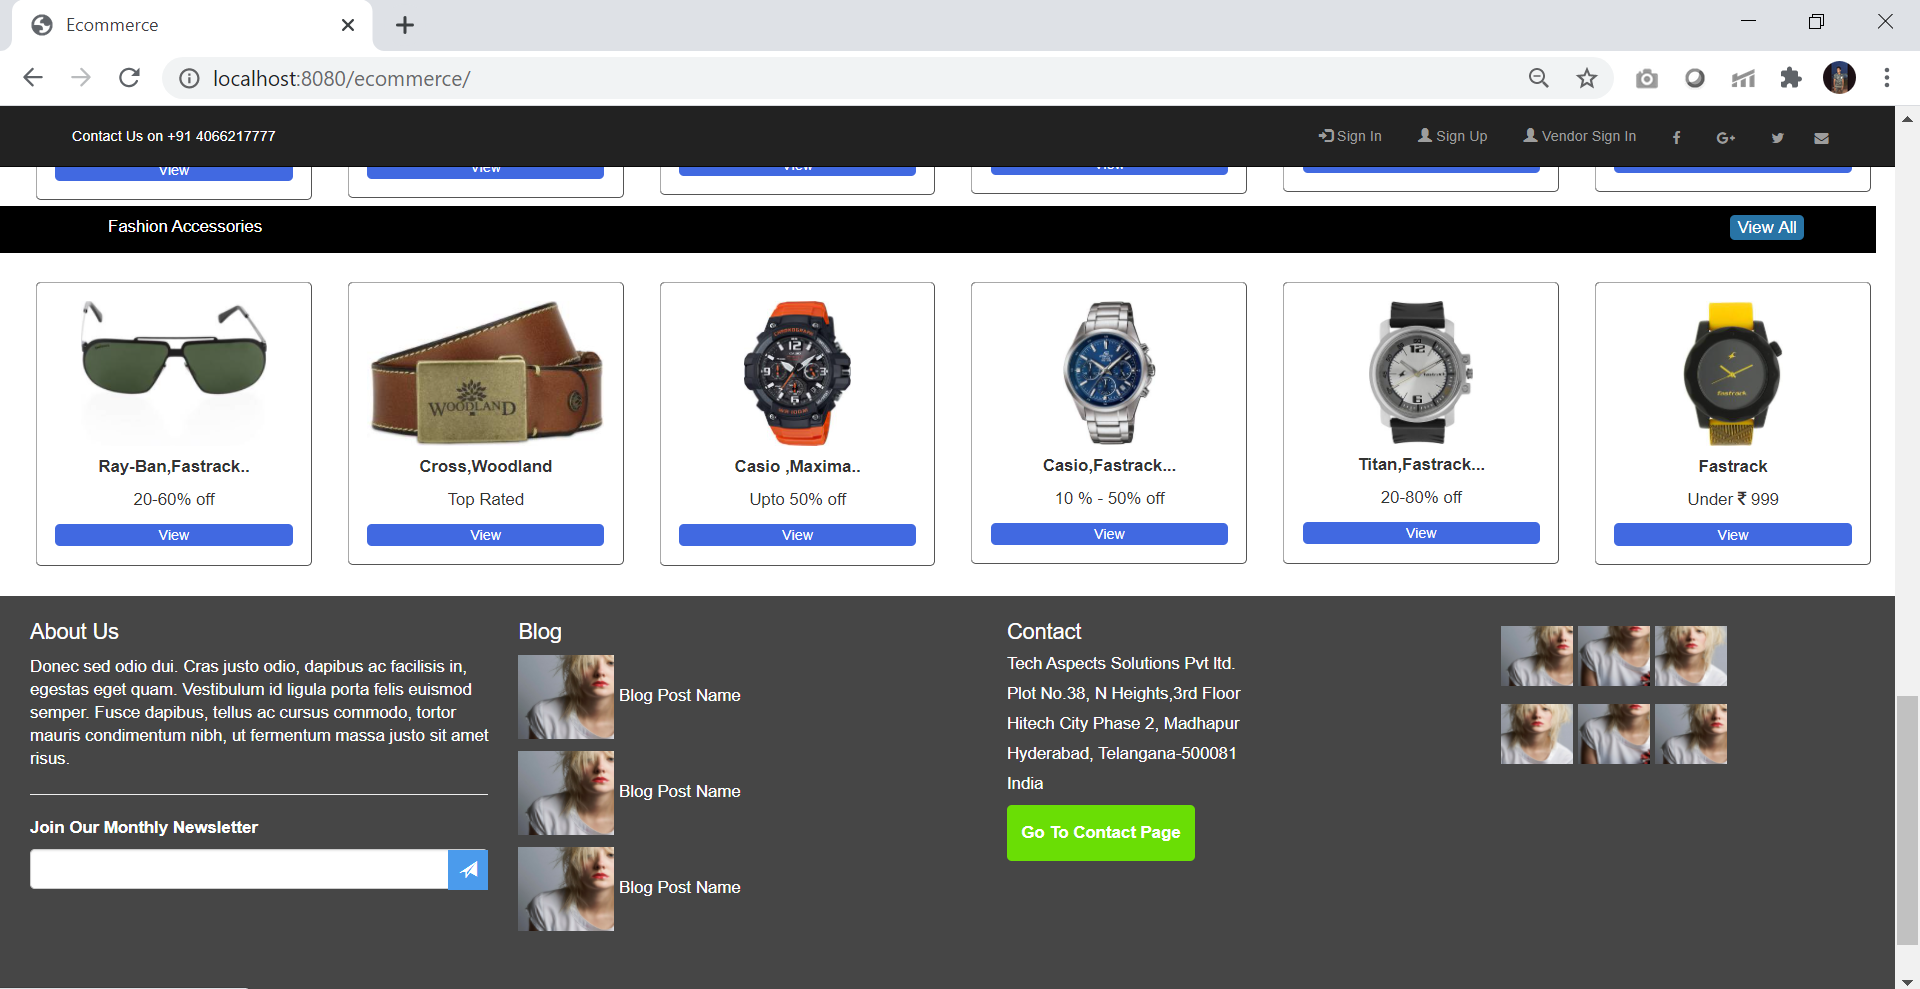 Ecommerce
localhost:8080/ecommerce/
Contact Us on +91 4066217777
Sign In
Sign Up
Vendor Sign In
G+
View
View
View
View
Fashion Accessories
View All
WOODLAND
Fastrack
Ray-Ban,Fastrack..
Cross,Woodland
Casio ,Maxima..
Casio,Fastrack...
Titan,Fastrack...
Fastrack
20-60% off
Top Rated
Upto 50% off
10 % - 50% off
20-80% off
Under ₹ 999
View
View
View
View
View
View
About Us
Donec sed odio dui. Cras justo odio, dapibus ac facilisis in,
egestas eget quam. Vestibulum id ligula porta felis euismod
semper. Fusce dapibus, tellus ac cursus commodo, tortor
mauris condimentum nibh, ut fermentum massa justo sit amet
risus.
Join Our Monthly Newsletter
Blog
Blog Post Name
Blog Post Name
Blog Post Name
Contact
Tech Aspects Solutions Pvt ltd.
Plot No.38, N Heights,3rd Floor
Hitech City Phase 2, Madhapur
Hyderabad, Telangana-500081
India
Go To Contact Page